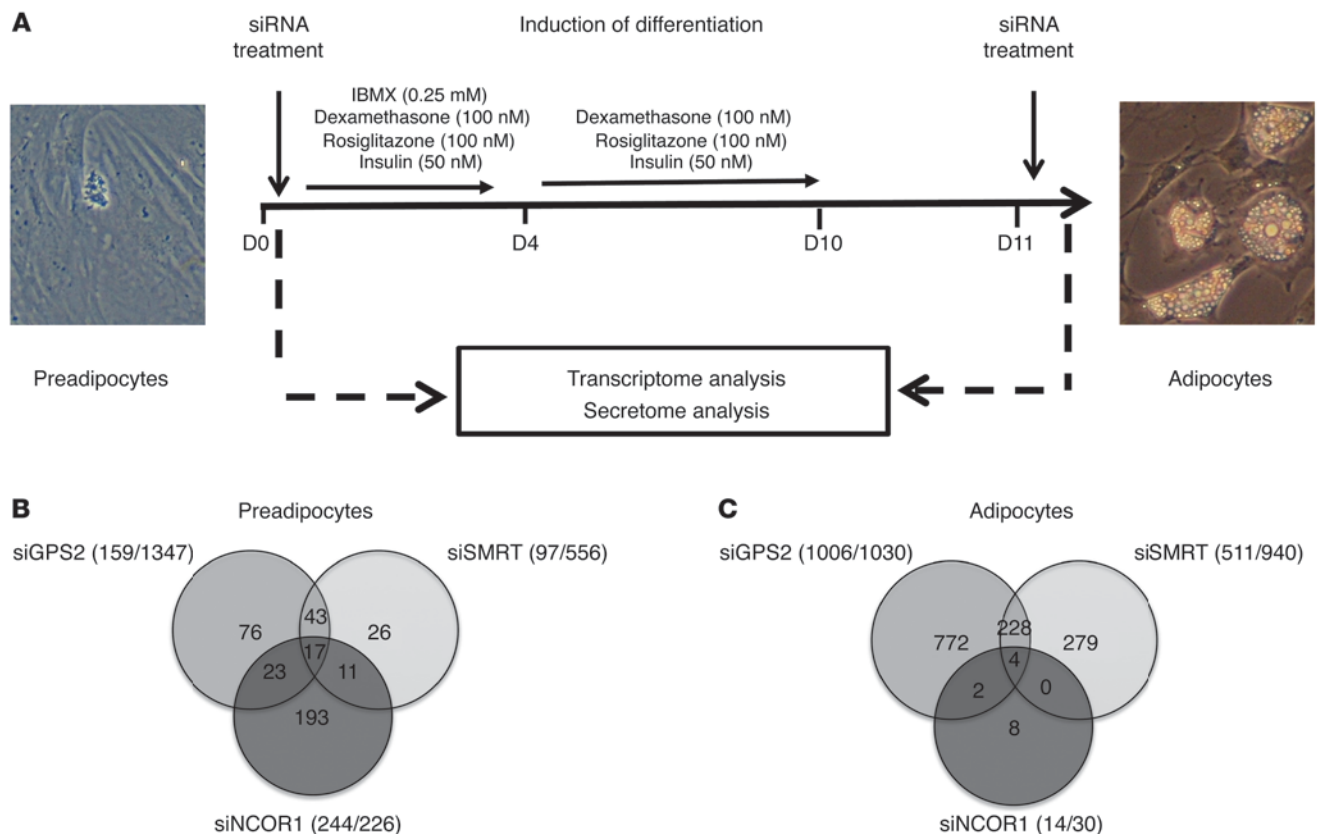 A
siRNA
treatment
Induction of differentiation
siRNA
treatment
IBMX (0.25 mM)
Dexamethasone (100 nM)
Rosiglitazone (100 nM)
Insulin (50 nM)
Dexamethasone (100 nM)
Rosiglitazone (100 nM)
Insulin (50 nM)
D0
D4
D10
D11
Preadipocytes
Transcriptome analysis
Secretome analysis
Adipocytes
B
Preadipocytes
siGPS2 (159/1347)
siSMRT (97/556)
76
43
26
17
23
11
193
siNCOR1 (244/226)
C
Adipocytes
siGPS2 (1006/1030)
siSMRT (511/940)
772
228
279
4
2
0
8
siNCOR1 (14/30)